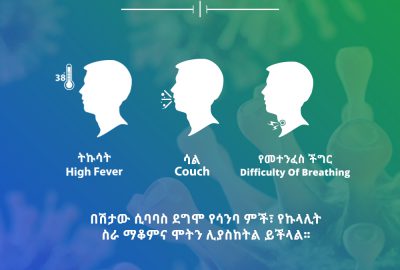 38
ትኩሳት
High Fever
ሳል
Couch
የመተንፈስ ችግር
Difficulty Of Breathing
በሽታው ሲባባስ ደግሞ የሳንባ ምች፣ የኩላሊት
ስራ ማቆምና ሞትን ሊያስከትል ይችላል፡፡